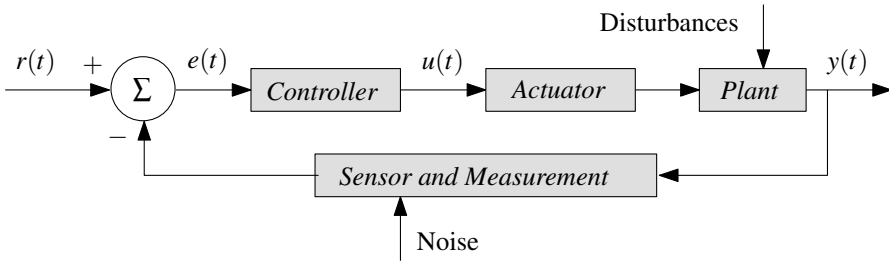 Disturbances
r(t) + e(t) u(t) y(t)
Σ Controller Actuator Plant
−
Sensor and Measurement
Noise